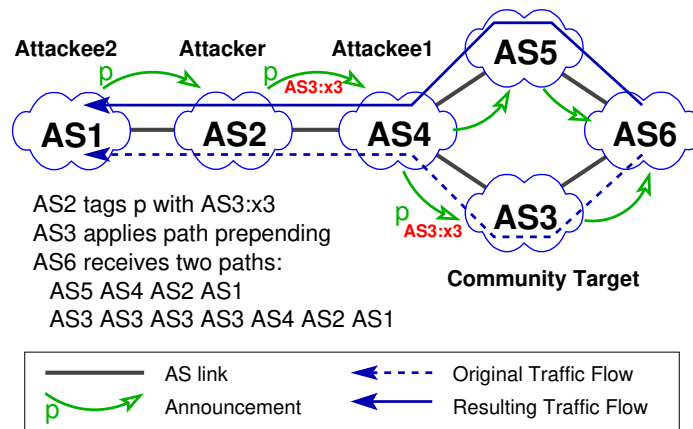 Attackee2 Attacker Attackee1
p
p
AS3:x3
AS5
AS1
AS2
AS4
AS6
AS2 tags p with AS3:x3
p
AS3:x3
AS3
AS3 applies path prepending
AS6 receives two paths:
AS5 AS4 AS2 AS1
AS3 AS3 AS3 AS3 AS4 AS2 AS1
Community Target
AS link
Original Traffic Flow
p
Announcement
Resulting Traffic Flow